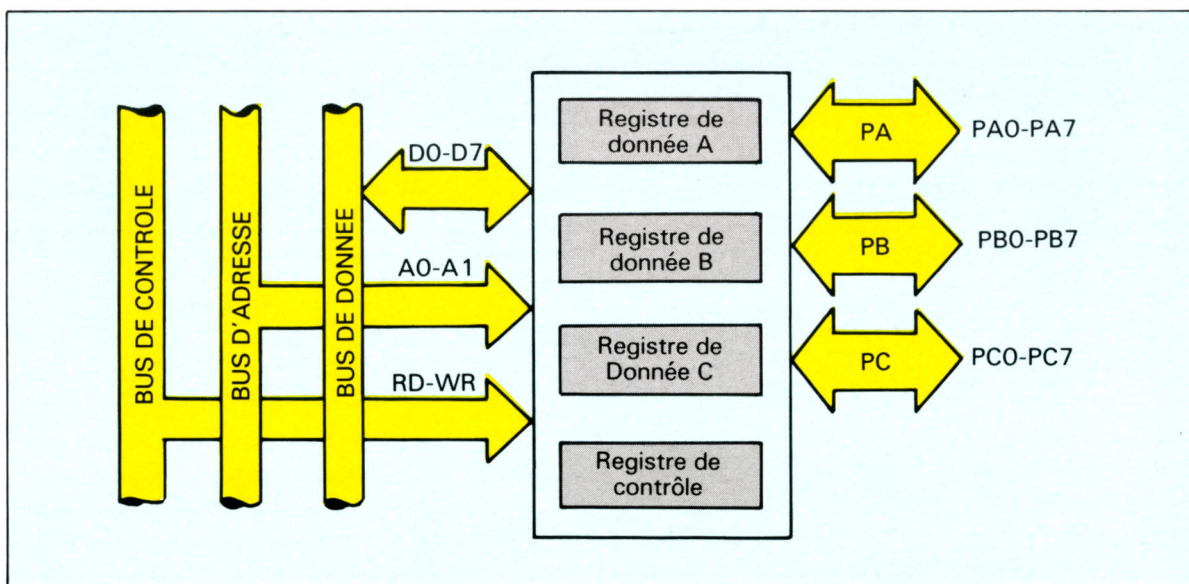 BUS DE CONTROLE
BUS D'ADRESSE
BUS DE DONNEE
D0-D7
A0-A1
RD-WR
Registre de
donnée A
Registre de
donnée B
Registre de
Donnée C
Registre de
contrôle
PA
PA0-PA7
PB
PB0-PB7
PC
PC0-PC7